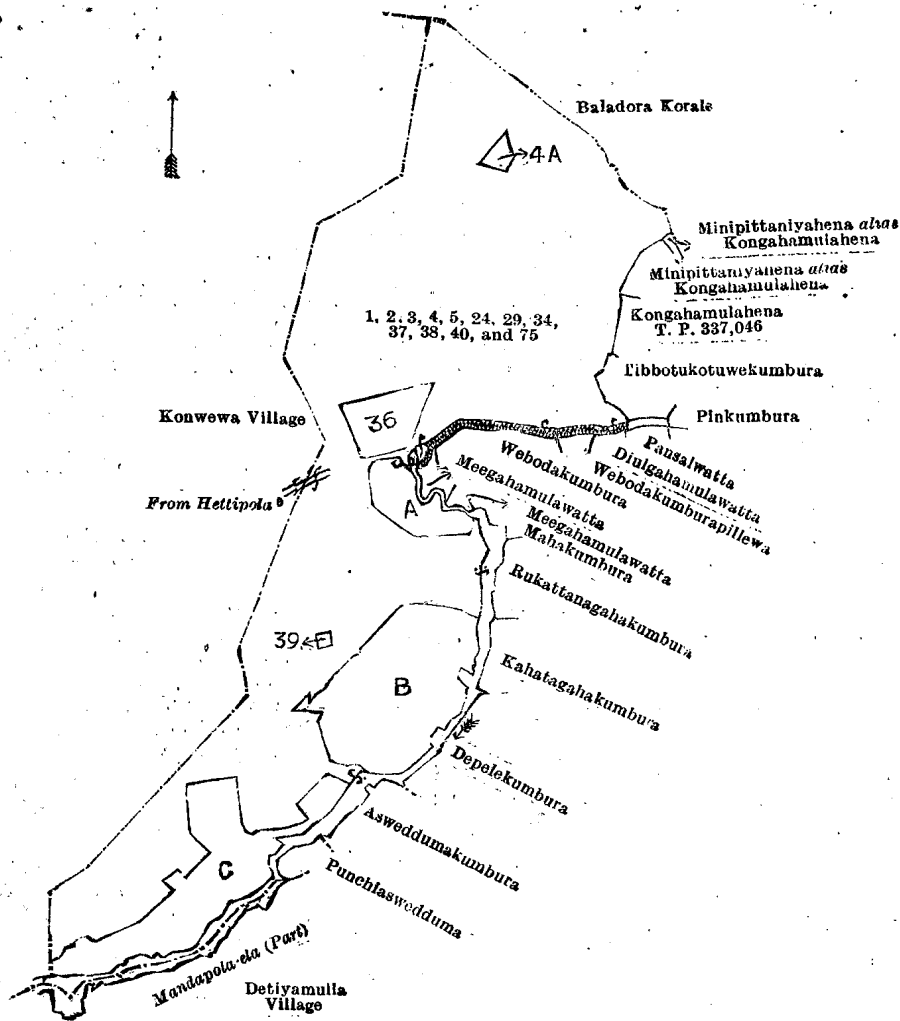 Baladora Korale
4A
Minipittaniyahena alias
Kongahamulahena
Minipittaniyahena alias
Kongahamulahena
Kongahamulahena
T. P. 337,046
1, 2, 3, 4, 5, 24, 29, 34,
37, 38, 40, and 75
Tibbotukotuwekumbura
36
Konwewa Village
Pinkumbura
Pansalwatta
Diulgahamulawatta
Webodakumburapillewa
Webodakumbura
Meegahamulawatta
From Hettipola
A
Meegahamulawatta
Mahakumbura
Rukattanagahakumbura
39
B
Kahatagahakumbura
Depelekumbura
Asweddumakumbura
C
Punchiaswedduma
Mandapola-ela (Part)
Detiyamulla
Village